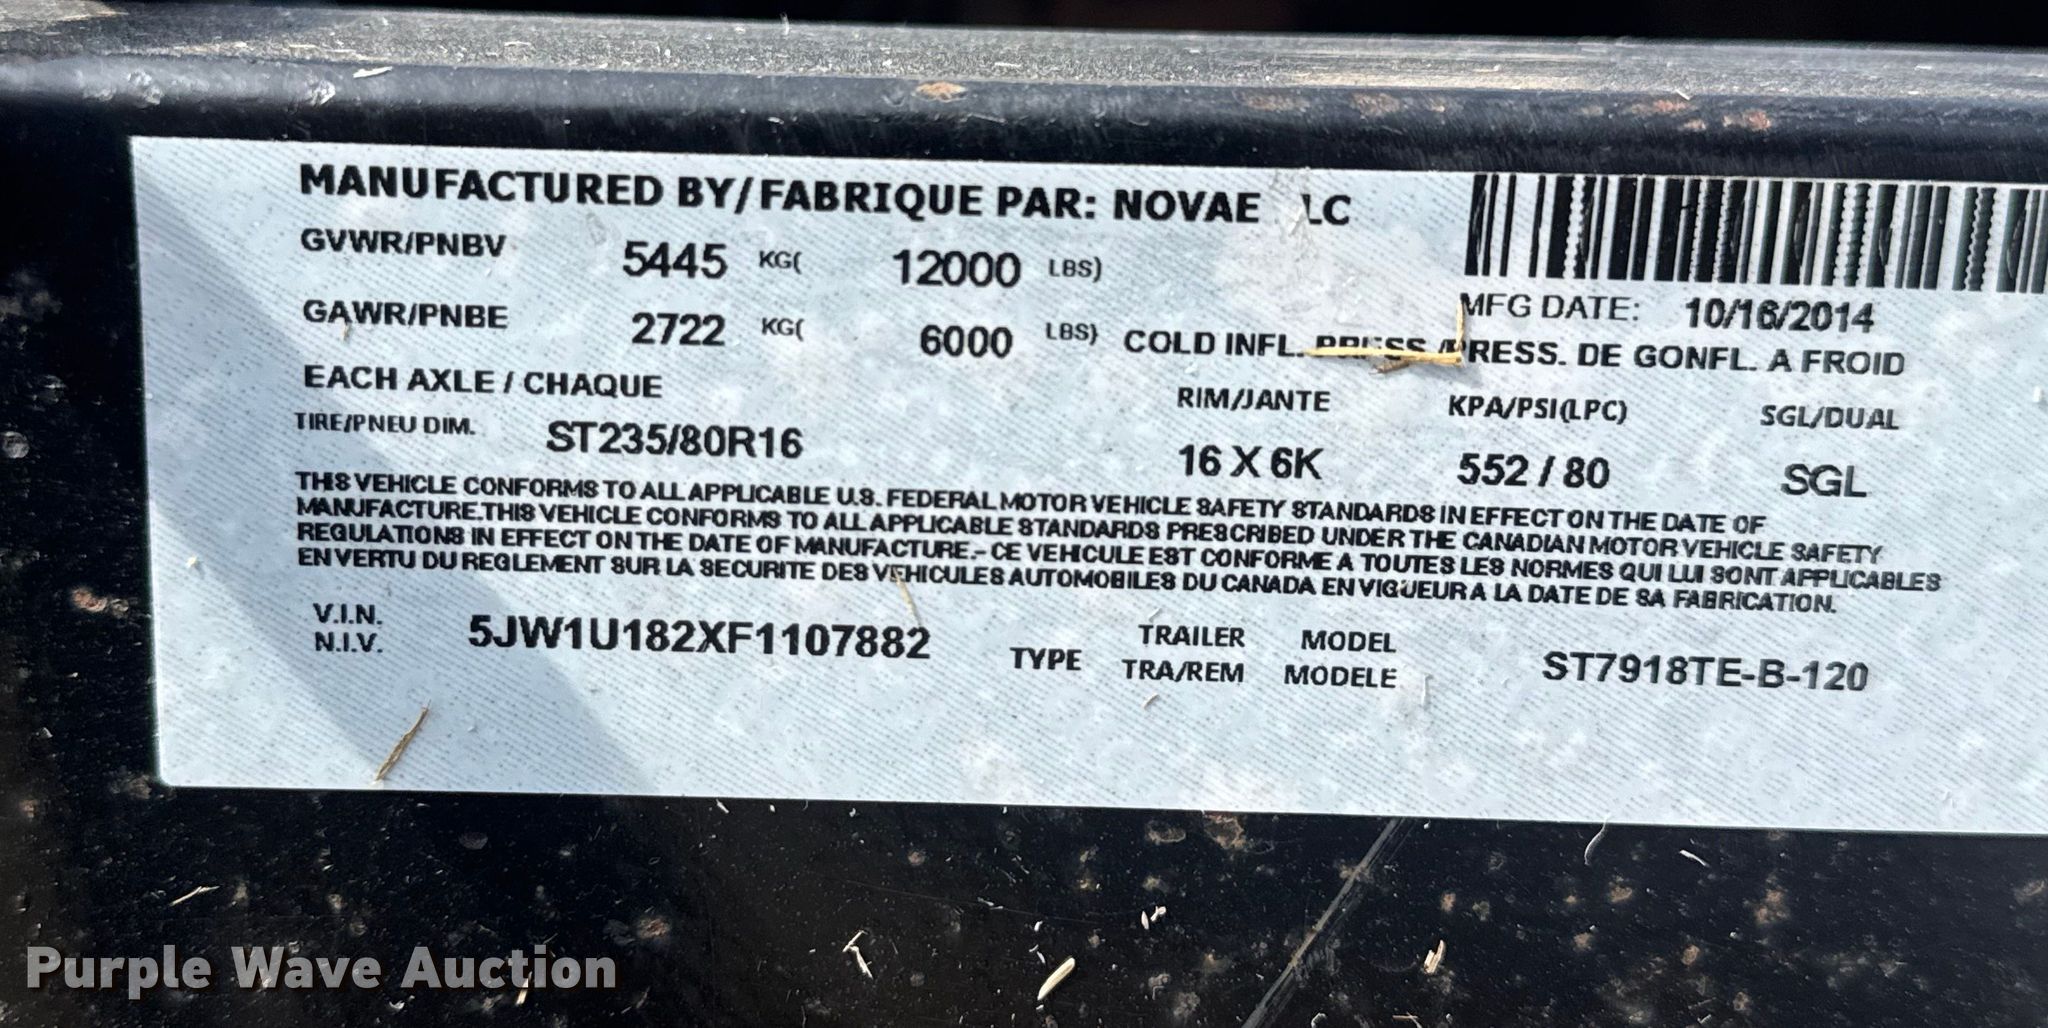 MANUFACTURED BY/FABRIQUE PAR: NOVAE LC
GVWR/PNBV 5445 KG( 12000 LBS)
MFG DATE: 10/16/2014
GAWR/PNBE 2722 KG( 6000 LBS) COLD INFL. PRESS./PRESS. DE GONFL. A FROID
EACH AXLE / CHAQUE RIM/JANTE KPA/PSI(LPC) SGL/DUAL
TIRE/PNEU DIM. ST235/80R16 16 X 6K 552 / 80 SGL
THIS VEHICLE CONFORMS TO ALL APPLICABLE U.S. FEDERAL MOTOR VEHICLE SAFETY STANDARDS IN EFFECT ON THE DATE OF
MANUFACTURE.THIS VEHICLE CONFORMS TO ALL APPLICABLE STANDARDS PRESCRIBED UNDER THE CANADIAN MOTOR VEHICLE SAFETY
REGULATIONS IN EFFECT ON THE DATE OF MANUFACTURE.- CE VEHICULE EST CONFORME A TOUTES LES NORMES QUI LUI SONT APPLICABLES
EN VERTU DU REGLEMENT SUR LA SECURITE DES VEHICULES AUTOMOBILES DU CANADA EN VIGUEUR A LA DATE DE SA FABRICATION.
V.I.N. 5JW1U182XF1107882 TRAILER MODEL ST7918TE-B-120
N.I.V. TYPE TRA/REM MODELE
Purple Wave Auction